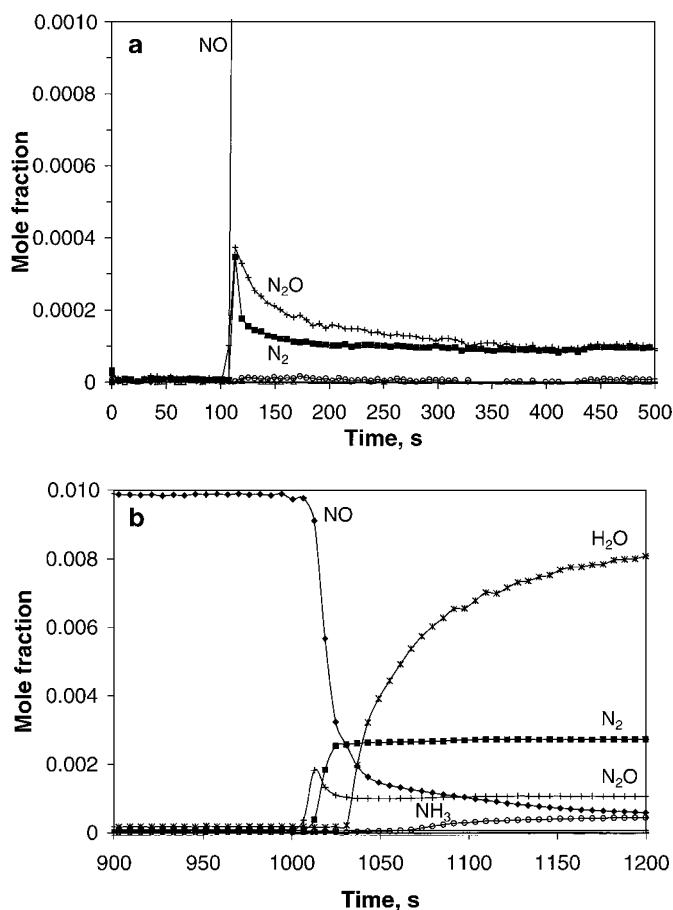 0.0010
a
NO
0.0008
0.0006
0.0004
0.0002
0
Mole fraction
N₂O
N₂
0 50 100 150 200 250 300 350 400 450 500
Time, s
0.010
b
NO
H₂O
0.008
0.006
0.004
0.002
0
Mole fraction
N₂
N₂O
NH₃
900 950 1000 1050 1100 1150 1200
Time, s